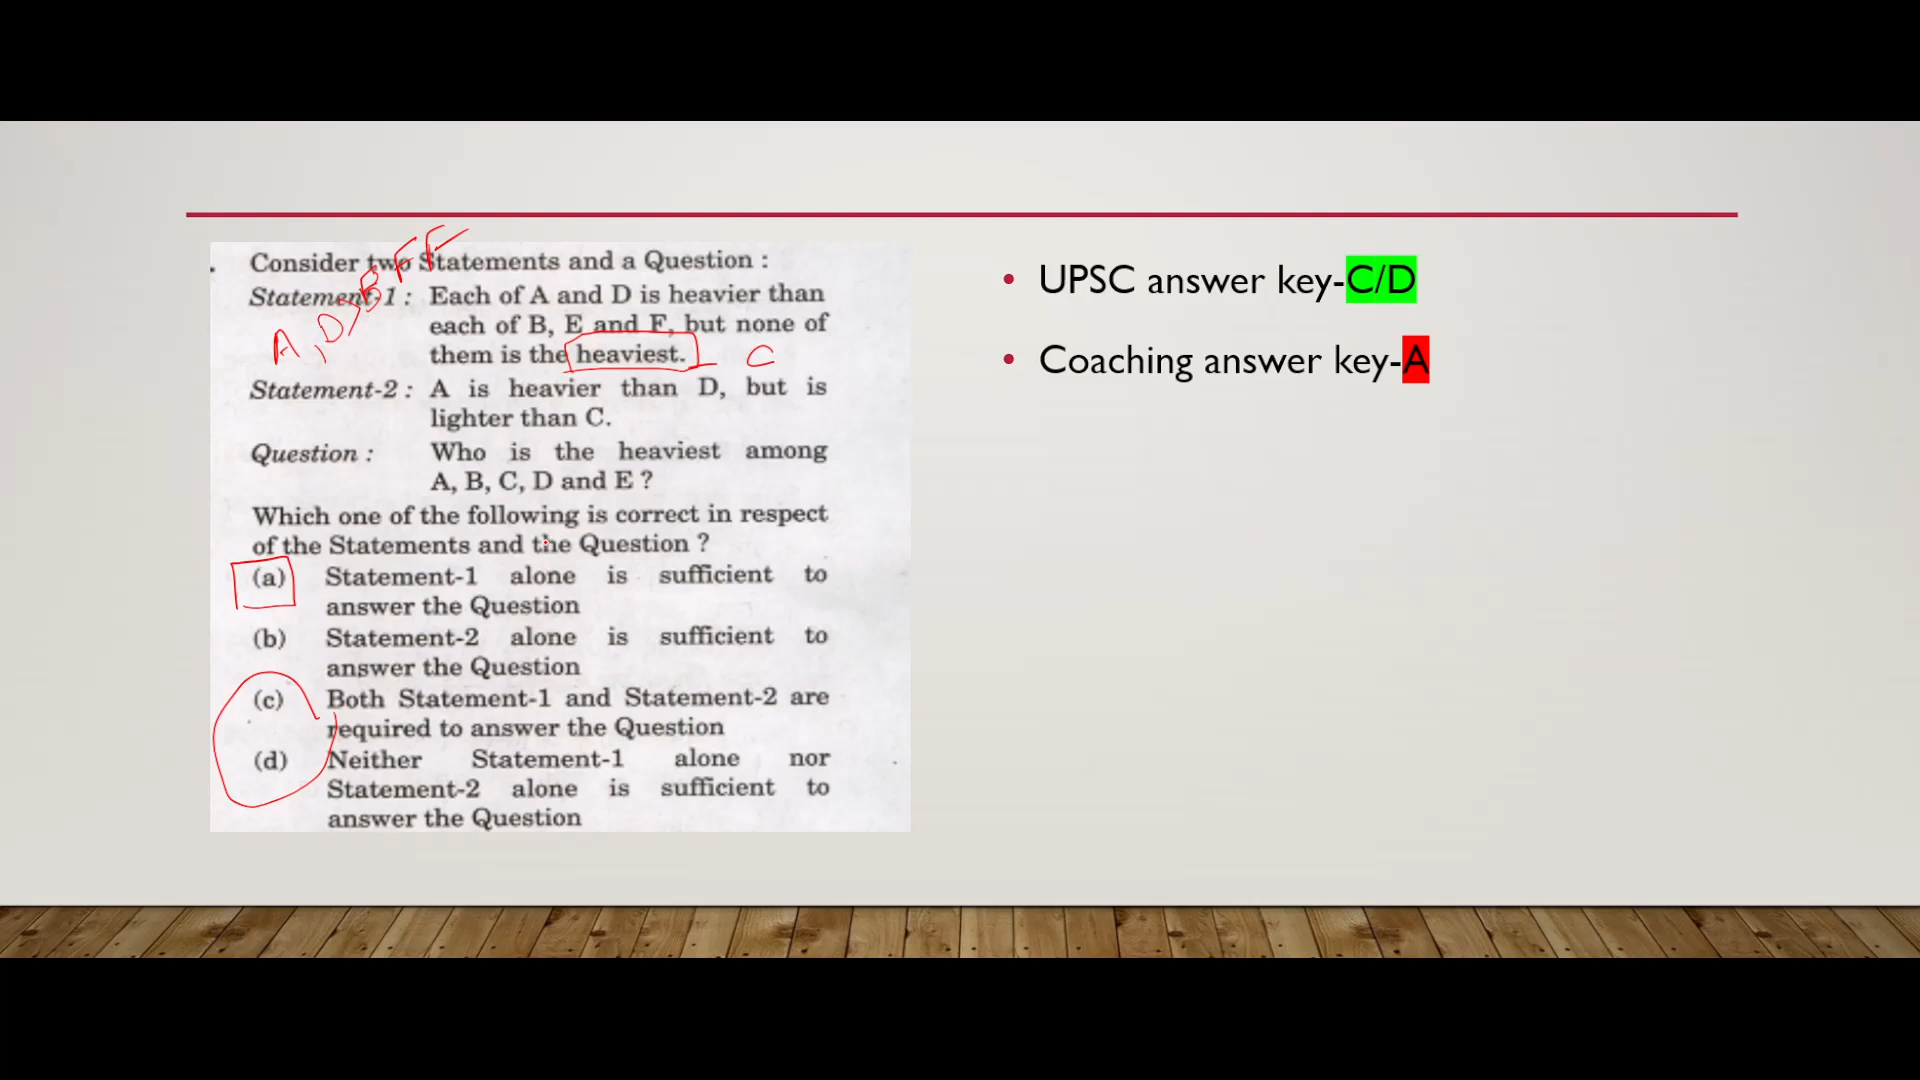 Consider two Statements and a Question :
Statement-1 : Each of A and D is heavier than
each of B, E and F, but none of
them is the heaviest. C
Statement-2 : A is heavier than D, but is
lighter than C.
Question : Who is the heaviest among
A, B, C, D and E ?
Which one of the following is correct in respect
of the Statements and the Question ?
(a) Statement-1 alone is sufficient to
answer the Question
(b) Statement-2 alone is sufficient to
answer the Question
(c) Both Statement-1 and Statement-2 are
required to answer the Question
(d) Neither Statement-1 alone nor
Statement-2 alone is sufficient to
answer the Question
• UPSC answer key-C/D
• Coaching answer key-A